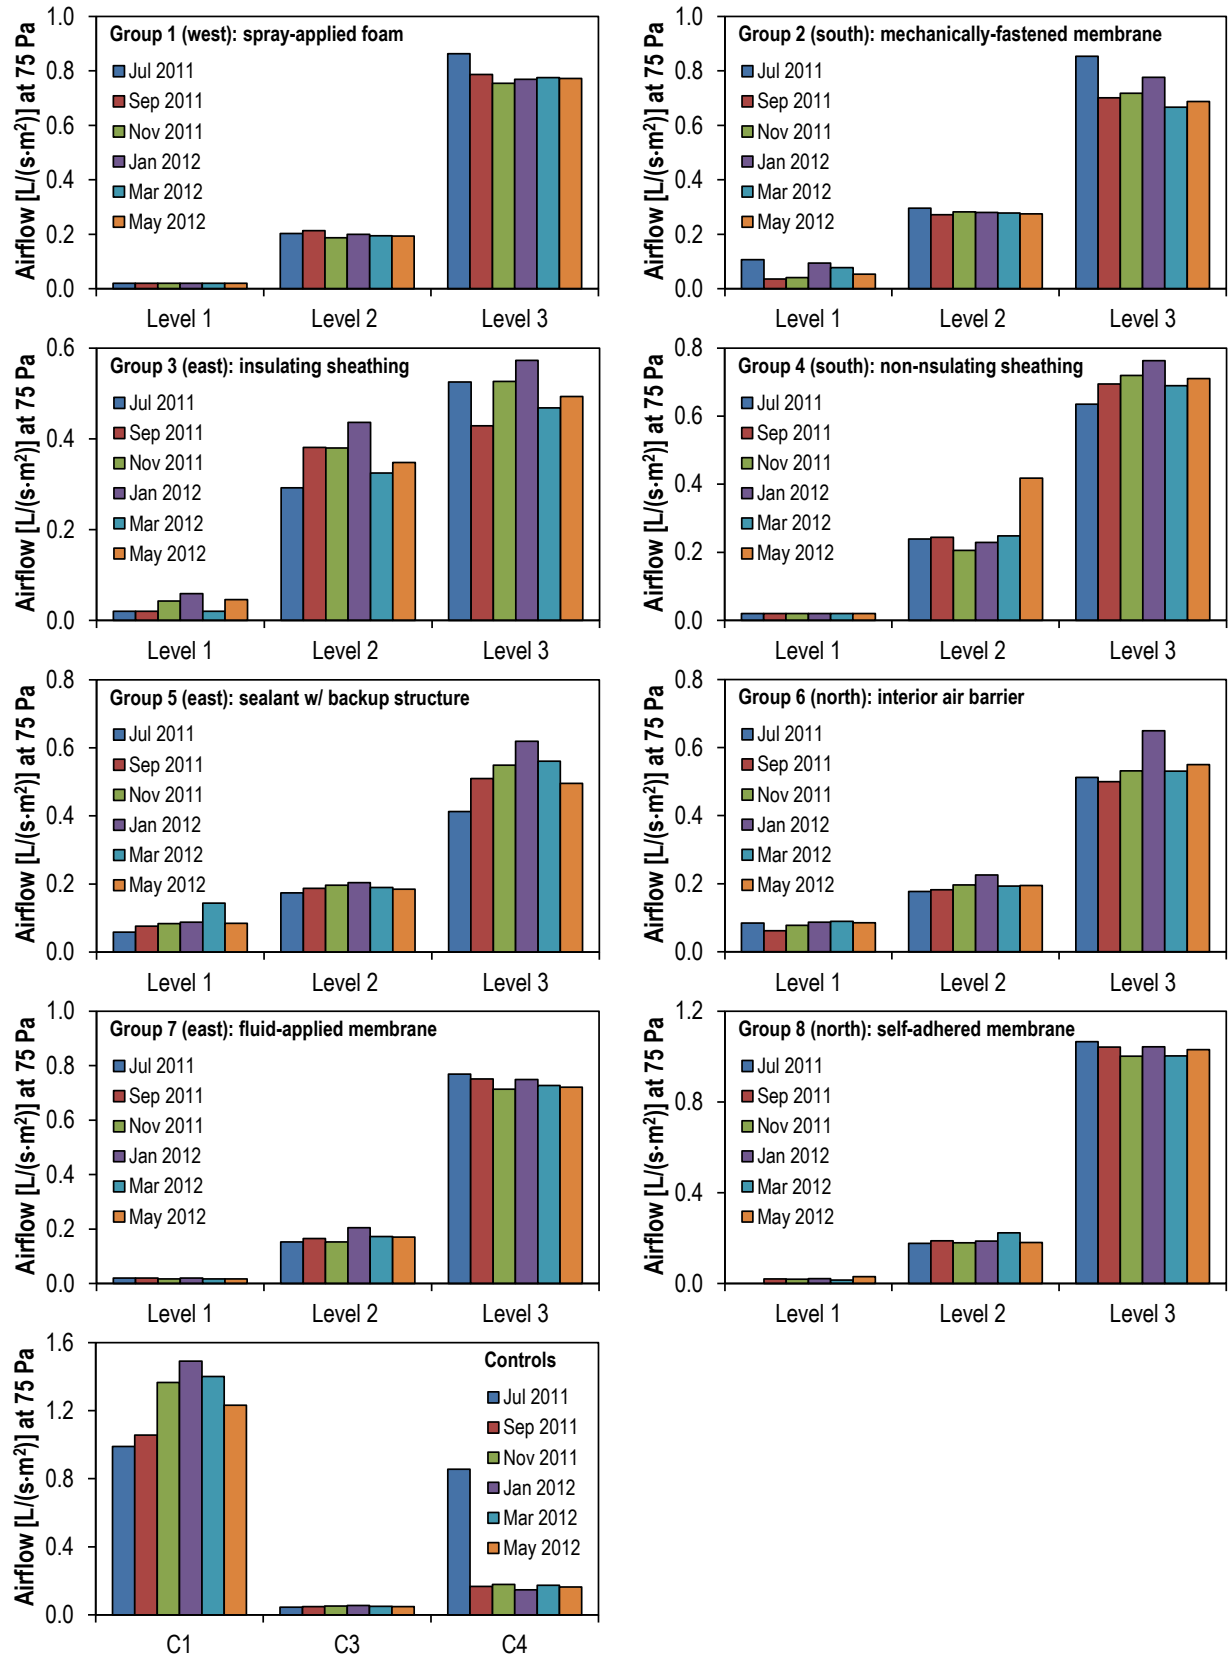 Airflow [L/(s·m²)] at 75 Pa
1.0
0.8
0.6
0.4
0.2
0.0
Group 1 (west): spray-applied foam
Jul 2011
Sep 2011
Nov 2011
Jan 2012
Mar 2012
May 2012
Level 1 Level 2 Level 3
Airflow [L/(s·m²)] at 75 Pa
1.0
0.8
0.6
0.4
0.2
0.0
Group 2 (south): mechanically-fastened membrane
Jul 2011
Sep 2011
Nov 2011
Jan 2012
Mar 2012
May 2012
Level 1 Level 2 Level 3
Airflow [L/(s·m²)] at 75 Pa
0.6
0.4
0.2
0.0
Group 3 (east): insulating sheathing
Jul 2011
Sep 2011
Nov 2011
Jan 2012
Mar 2012
May 2012
Level 1 Level 2 Level 3
Airflow [L/(s·m²)] at 75 Pa
0.8
0.6
0.4
0.2
0.0
Group 4 (south): non-nsulating sheathing
Jul 2011
Sep 2011
Nov 2011
Jan 2012
Mar 2012
May 2012
Level 1 Level 2 Level 3
Airflow [L/(s·m²)] at 75 Pa
0.8
0.6
0.4
0.2
0.0
Group 5 (east): sealant w/ backup structure
Jul 2011
Sep 2011
Nov 2011
Jan 2012
Mar 2012
May 2012
Level 1 Level 2 Level 3
Airflow [L/(s·m²)] at 75 Pa
0.8
0.6
0.4
0.2
0.0
Group 6 (north): interior air barrier
Jul 2011
Sep 2011
Nov 2011
Jan 2012
Mar 2012
May 2012
Level 1 Level 2 Level 3
Airflow [L/(s·m²)] at 75 Pa
1.0
0.8
0.6
0.4
0.2
0.0
Group 7 (east): fluid-applied membrane
Jul 2011
Sep 2011
Nov 2011
Jan 2012
Mar 2012
May 2012
Level 1 Level 2 Level 3
Airflow [L/(s·m²)] at 75 Pa
1.2
0.8
0.4
0.0
Group 8 (north): self-adhered membrane
Jul 2011
Sep 2011
Nov 2011
Jan 2012
Mar 2012
May 2012
Level 1 Level 2 Level 3
Airflow [L/(s·m²)] at 75 Pa
1.6
1.2
0.8
0.4
0.0
Controls
Jul 2011
Sep 2011
Nov 2011
Jan 2012
Mar 2012
May 2012
C1 C3 C4